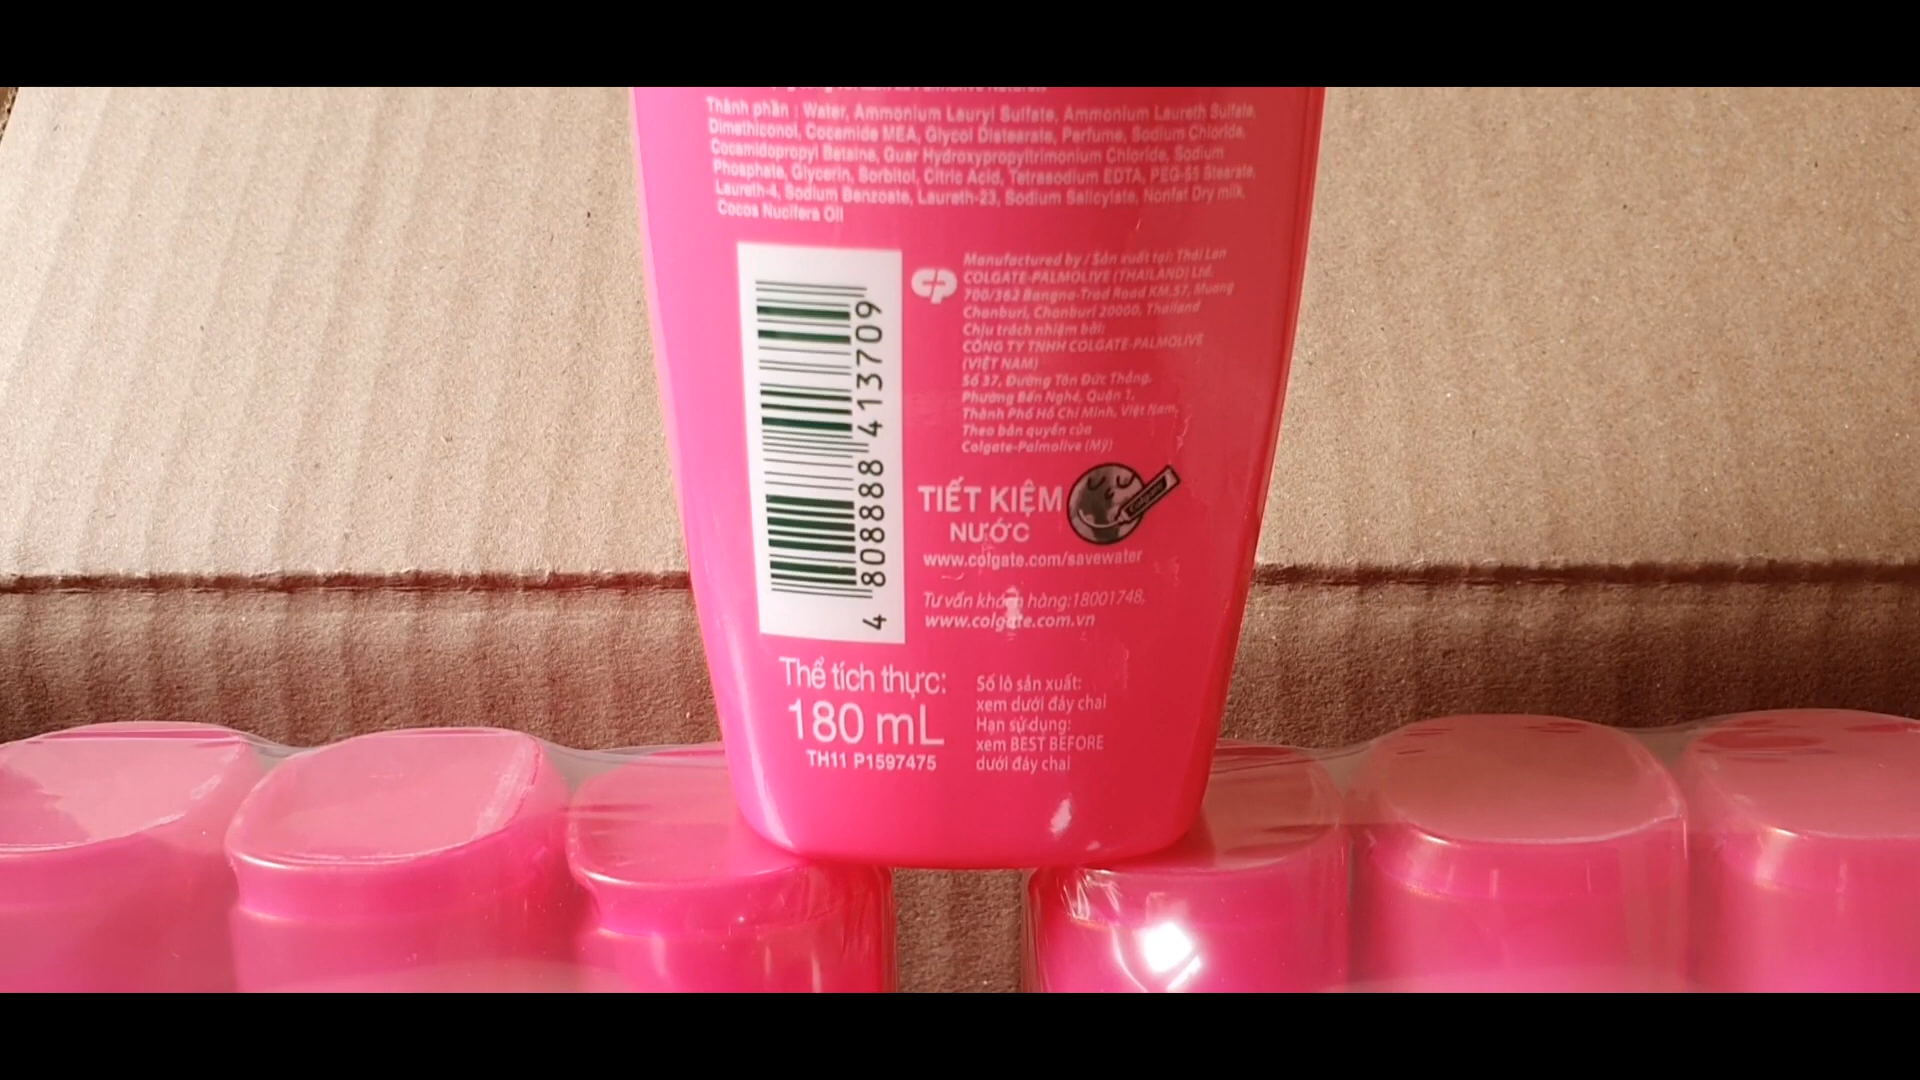 Thành phần : Water, Ammonium Lauryl Sulfate, Ammonium Laureth Sulfate,
Dimethiconol, Cocamide MEA, Glycol Distearate, Perfume, Sodium Chloride,
Cocamidopropyl Betaine, Guar Hydroxypropyltrimonium Chloride, Sodium
Phosphate, Glycerin, Sorbitol, Citric Acid, Tetrasodium EDTA, PEG-55 Stearate,
Laureth-4, Sodium Benzoate, Laureth-23, Sodium Salicylate, Nonfat Dry milk,
Cocos Nucifera Oil
4 808888 413709
CP
Manufactured by / Sản xuất tại: Thái Lan
COLGATE-PALMOLIVE (THAILAND) Ltd.
700/362 Bangna-Trad Road KM.57, Muang
Chonburi, Chonburi 20000, Thailand
Chịu trách nhiệm bởi:
CÔNG TY TNHH COLGATE-PALMOLIVE
(VIỆT NAM)
Số 37, Đường Tôn Đức Thắng,
Phường Bến Nghé, Quận 1,
Thành Phố Hồ Chí Minh, Việt Nam,
Theo bản quyền của
Colgate-Palmolive (Mỹ)
TIẾT KIỆM
NƯỚC
www.colgate.com/savewater
Tư vấn khách hàng:18001748,
www.colgate.com.vn
Thể tích thực:
180 mL
TH11 P1597475
Số lô sản xuất:
xem dưới đáy chai
Hạn sử dụng:
xem BEST BEFORE
dưới đáy chai